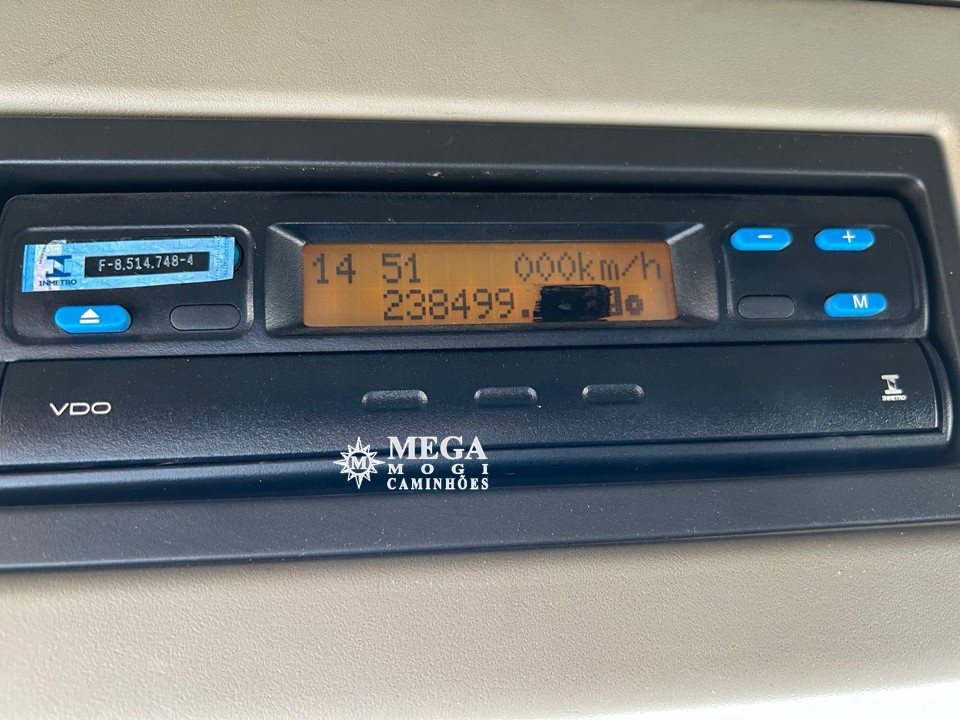 INMETRO
F-8.514.748-4
14 51 000km/h
238499.
- +
M
VDO
INMETRO
M MEGA
MOGI
CAMINHÕES